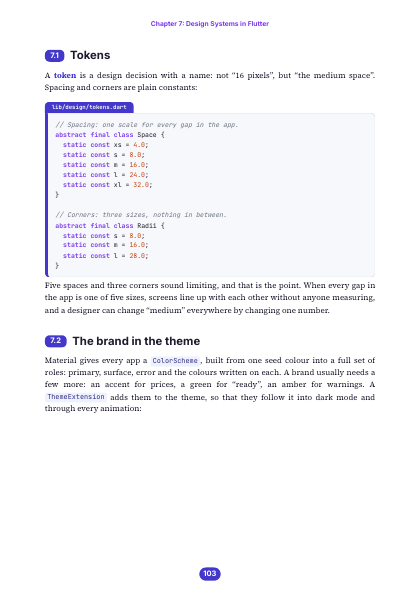 Chapter 7: Design Systems in Flutter
7.1 Tokens
A token is a design decision with a name: not “16 pixels”, but “the medium space”.
Spacing and corners are plain constants:
lib/design/tokens.dart
// Spacing: one scale for every gap in the app.
abstract final class Space {
  static const xs = 4.0;
  static const s = 8.0;
  static const m = 16.0;
  static const l = 24.0;
  static const xl = 32.0;
}
// Corners: three sizes, nothing in between.
abstract final class Radii {
  static const s = 8.0;
  static const m = 16.0;
  static const l = 28.0;
}
Five spaces and three corners sound limiting, and that is the point. When every gap in
the app is one of five sizes, screens line up with each other without anyone measuring,
and a designer can change “medium” everywhere by changing one number.
7.2 The brand in the theme
Material gives every app a ColorScheme, built from one seed colour into a full set of
roles: primary, surface, error and the colours written on each. A brand usually needs a
few more: an accent for prices, a green for “ready”, an amber for warnings. A
ThemeExtension adds them to the theme, so that they follow it into dark mode and
through every animation:
103